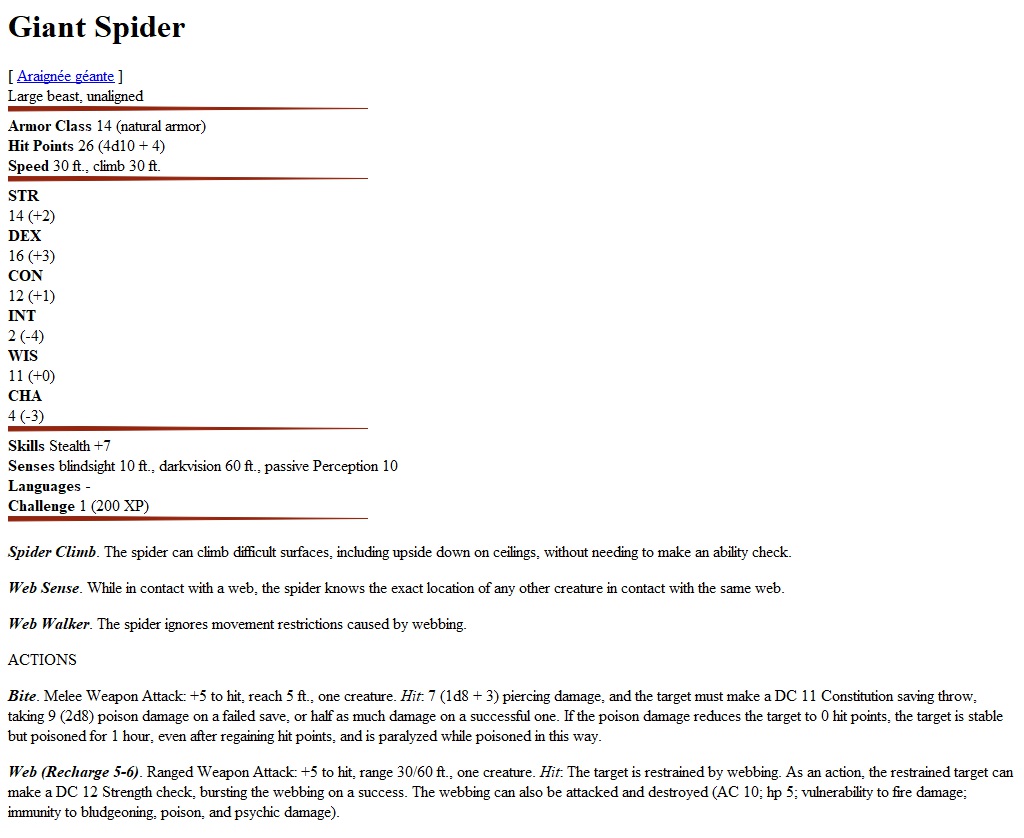 Giant Spider
[ Araignée géante ]
Large beast, unaligned
Armor Class 14 (natural armor)
Hit Points 26 (4d10 + 4)
Speed 30 ft., climb 30 ft.
STR
14 (+2)
DEX
16 (+3)
CON
12 (+1)
INT
2 (-4)
WIS
11 (+0)
CHA
4 (-3)
Skills Stealth +7
Senses blindsight 10 ft., darkvision 60 ft., passive Perception 10
Languages -
Challenge 1 (200 XP)
Spider Climb. The spider can climb difficult surfaces, including upside down on ceilings, without needing to make an ability check.
Web Sense. While in contact with a web, the spider knows the exact location of any other creature in contact with the same web.
Web Walker. The spider ignores movement restrictions caused by webbing.
ACTIONS
Bite. Melee Weapon Attack: +5 to hit, reach 5 ft., one creature. Hit: 7 (1d8 + 3) piercing damage, and the target must make a DC 11 Constitution saving throw,
taking 9 (2d8) poison damage on a failed save, or half as much damage on a successful one. If the poison damage reduces the target to 0 hit points, the target is stable
but poisoned for 1 hour, even after regaining hit points, and is paralyzed while poisoned in this way.
Web (Recharge 5-6). Ranged Weapon Attack: +5 to hit, range 30/60 ft., one creature. Hit: The target is restrained by webbing. As an action, the restrained target can
make a DC 12 Strength check, bursting the webbing on a success. The webbing can also be attacked and destroyed (AC 10; hp 5; vulnerability to fire damage;
immunity to bludgeoning, poison, and psychic damage).